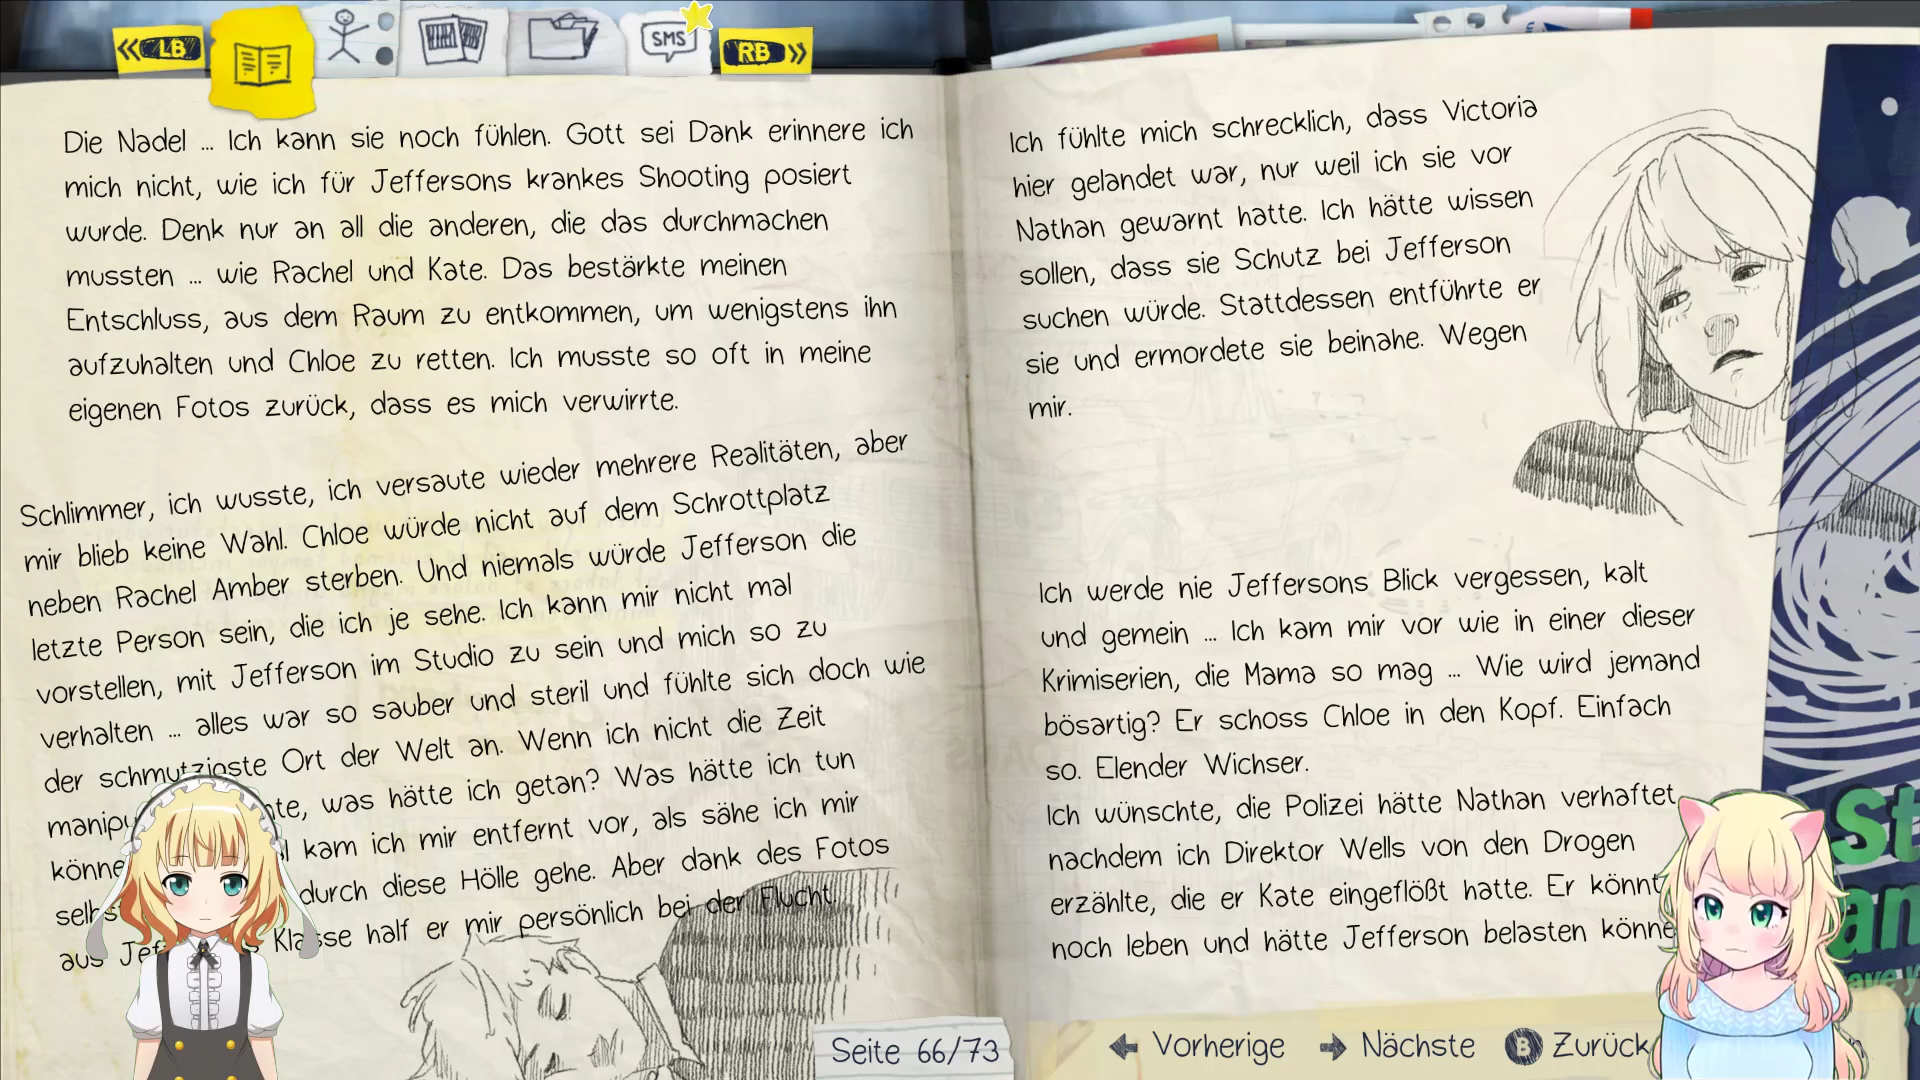 LB
SMS
RB
Die Nadel ... Ich kann sie noch fühlen. Gott sei Dank erinnere ich
mich nicht, wie ich für Jeffersons krankes Shooting posiert
wurde. Denk nur an all die anderen, die das durchmachen
mussten ... wie Rachel und Kate. Das bestärkte meinen
Entschluss, aus dem Raum zu entkommen, um wenigstens ihn
aufzuhalten und Chloe zu retten. Ich musste so oft in meine
eigenen Fotos zurück, dass es mich verwirrte.
Schlimmer, ich wusste, ich versaute wieder mehrere Realitäten, aber
mir blieb keine Wahl. Chloe würde nicht auf dem Schrottplatz
neben Rachel Amber sterben. Und niemals würde Jefferson die
letzte Person sein, die ich je sehe. Ich kann mir nicht mal
vorstellen, mit Jefferson im Studio zu sein und mich so zu
verhalten ... alles war so sauber und steril und fühlte sich doch wie
der schmutzigste Ort der Welt an. Wenn ich nicht die Zeit
was hätte ich getan? Was hätte ich tun
kam ich mir entfernt vor, als sähe ich mir
durch diese Hölle gehe. Aber dank des Fotos
aus Klasse half er mir persönlich bei der Flucht.
Seite 66/73
Ich fühlte mich schrecklich, dass Victoria
hier gelandet war, nur weil ich sie vor
Nathan gewarnt hatte. Ich hätte wissen
sollen, dass sie Schutz bei Jefferson
suchen würde. Stattdessen entführte er
sie und ermordete sie beinahe. Wegen
mir.
Ich werde nie Jeffersons Blick vergessen, kalt
und gemein ... Ich kam mir vor wie in einer dieser
Krimiserien, die Mama so mag ... Wie wird jemand
bösartig? Er schoss Chloe in den Kopf. Einfach
so. Elender Wichser.
Ich wünschte, die Polizei hätte Nathan verhaftet,
nachdem ich Direktor Wells von den Drogen
erzählte, die er Kate eingeflößt hatte. Er
noch leben und hätte Jefferson belasten
Vorherige Nächste B Zurück